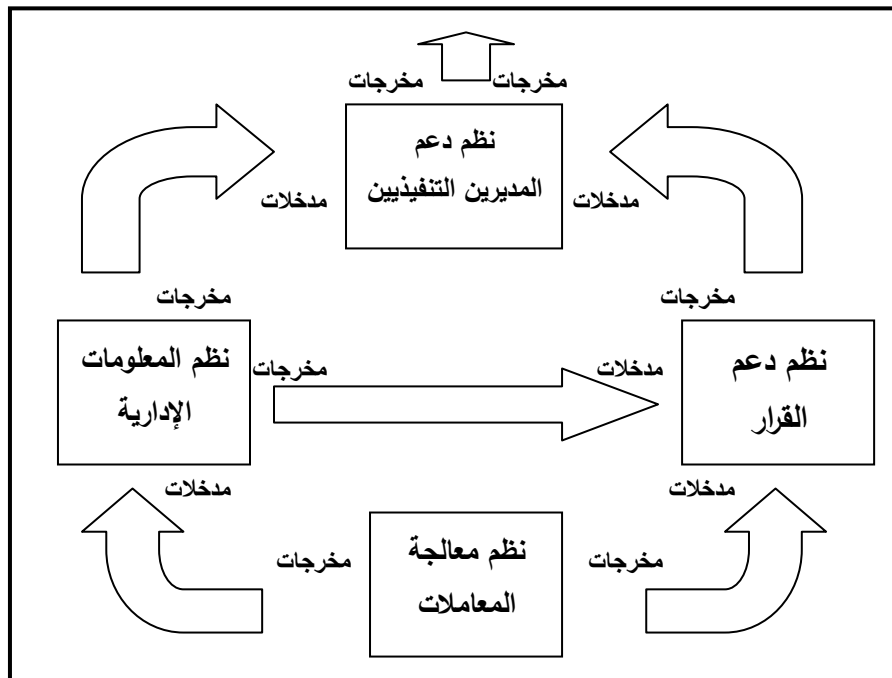 مخرجات مخرجات
نظم دعم
المديرين التنفيذيين
مدخلات مدخلات
مخرجات مخرجات
نظم دعم
القرار
نظم المعلومات
الإدارية
مدخلات مخرجات
مدخلات مدخلات
نظم معالجة
المعاملات
مخرجات مخرجات